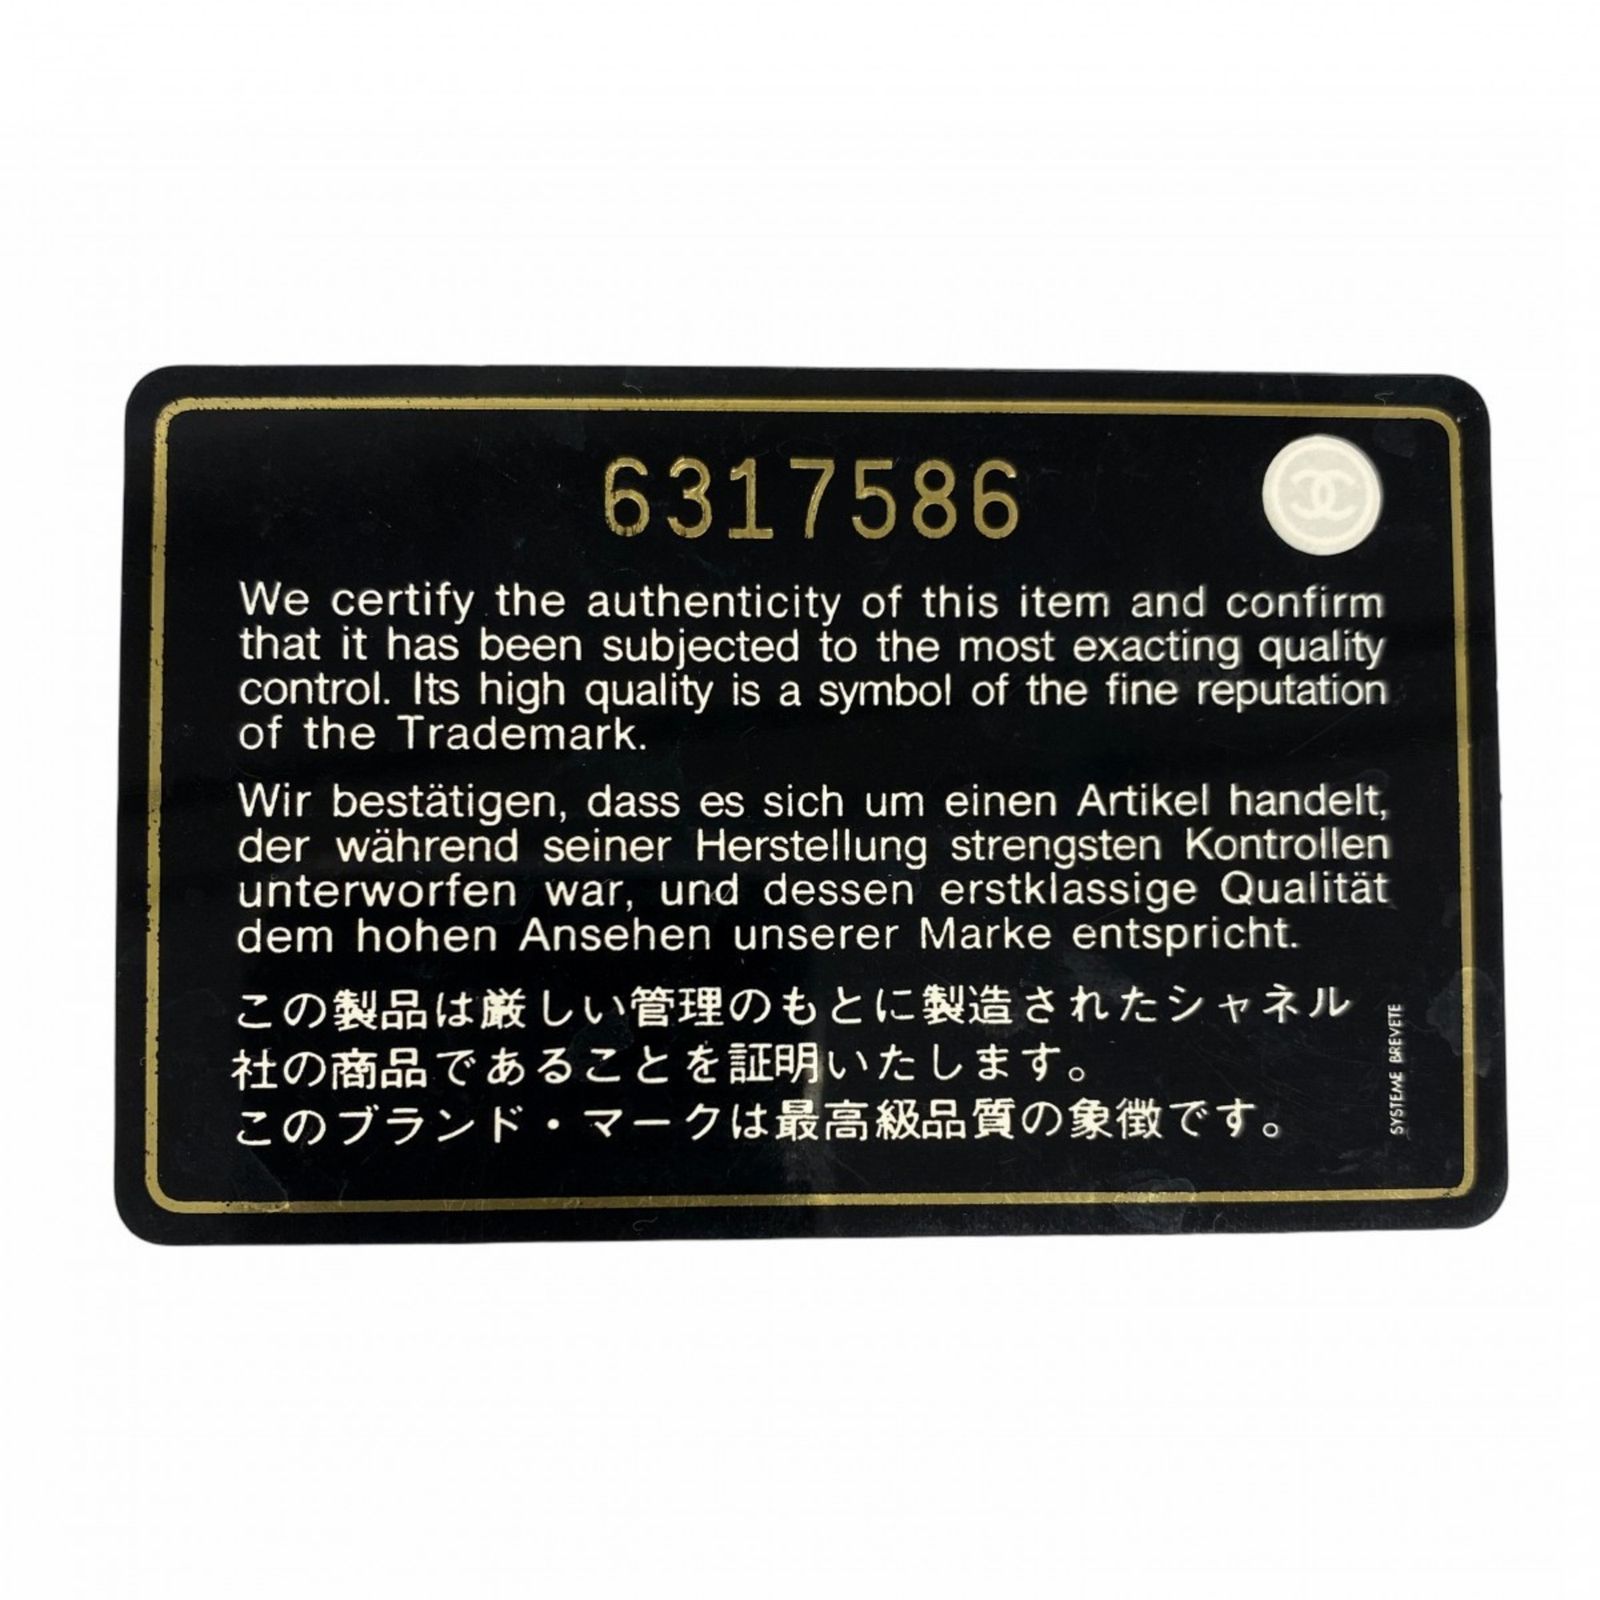 6317586
We certify the authenticity of this item and confirm
that it has been subjected to the most exacting quality
control. Its high quality is a symbol of the fine reputation
of the Trademark.
Wir bestätigen, dass es sich um einen Artikel handelt,
der während seiner Herstellung strengsten Kontrollen
unterworfen war, und dessen erstklassige Qualität
dem hohen Ansehen unserer Marke entspricht.
この製品は厳しい管理のもとに製造されたシャネル
社の商品であることを証明いたします。
このブランド・マークは最高級品質の象徴です。
SYSTEME BREVETE